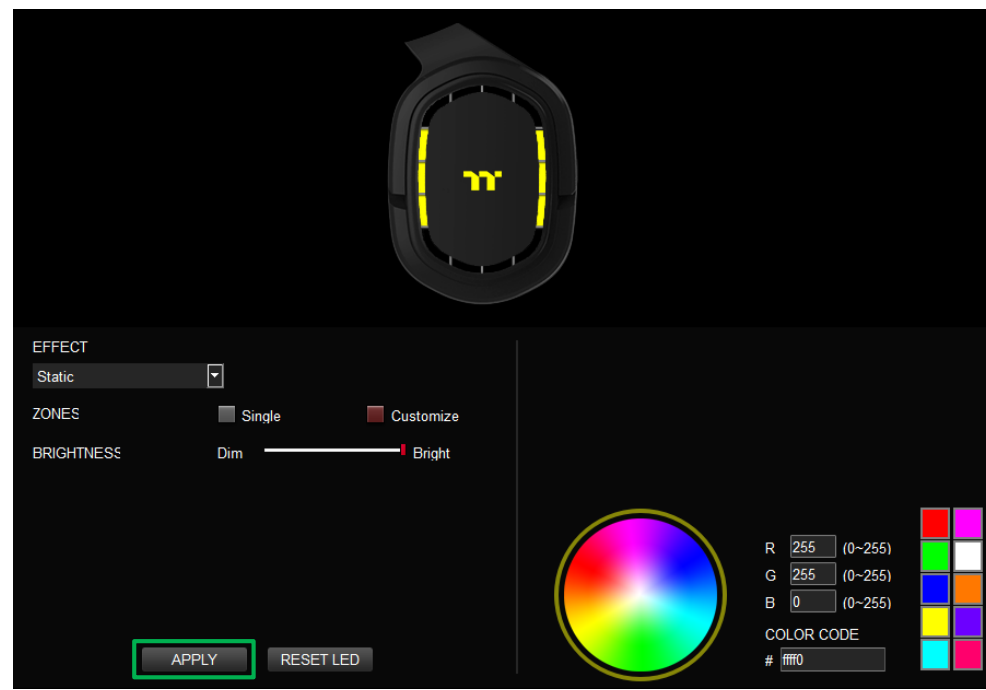 EFFECT
Static
ZONES
Single
Customize
BRIGHTNESS
Dim
Bright
R 255 (0~255)
G 255 (0~255)
B 0 (0~255)
COLOR CODE
# ffff0
APPLY
RESET LED